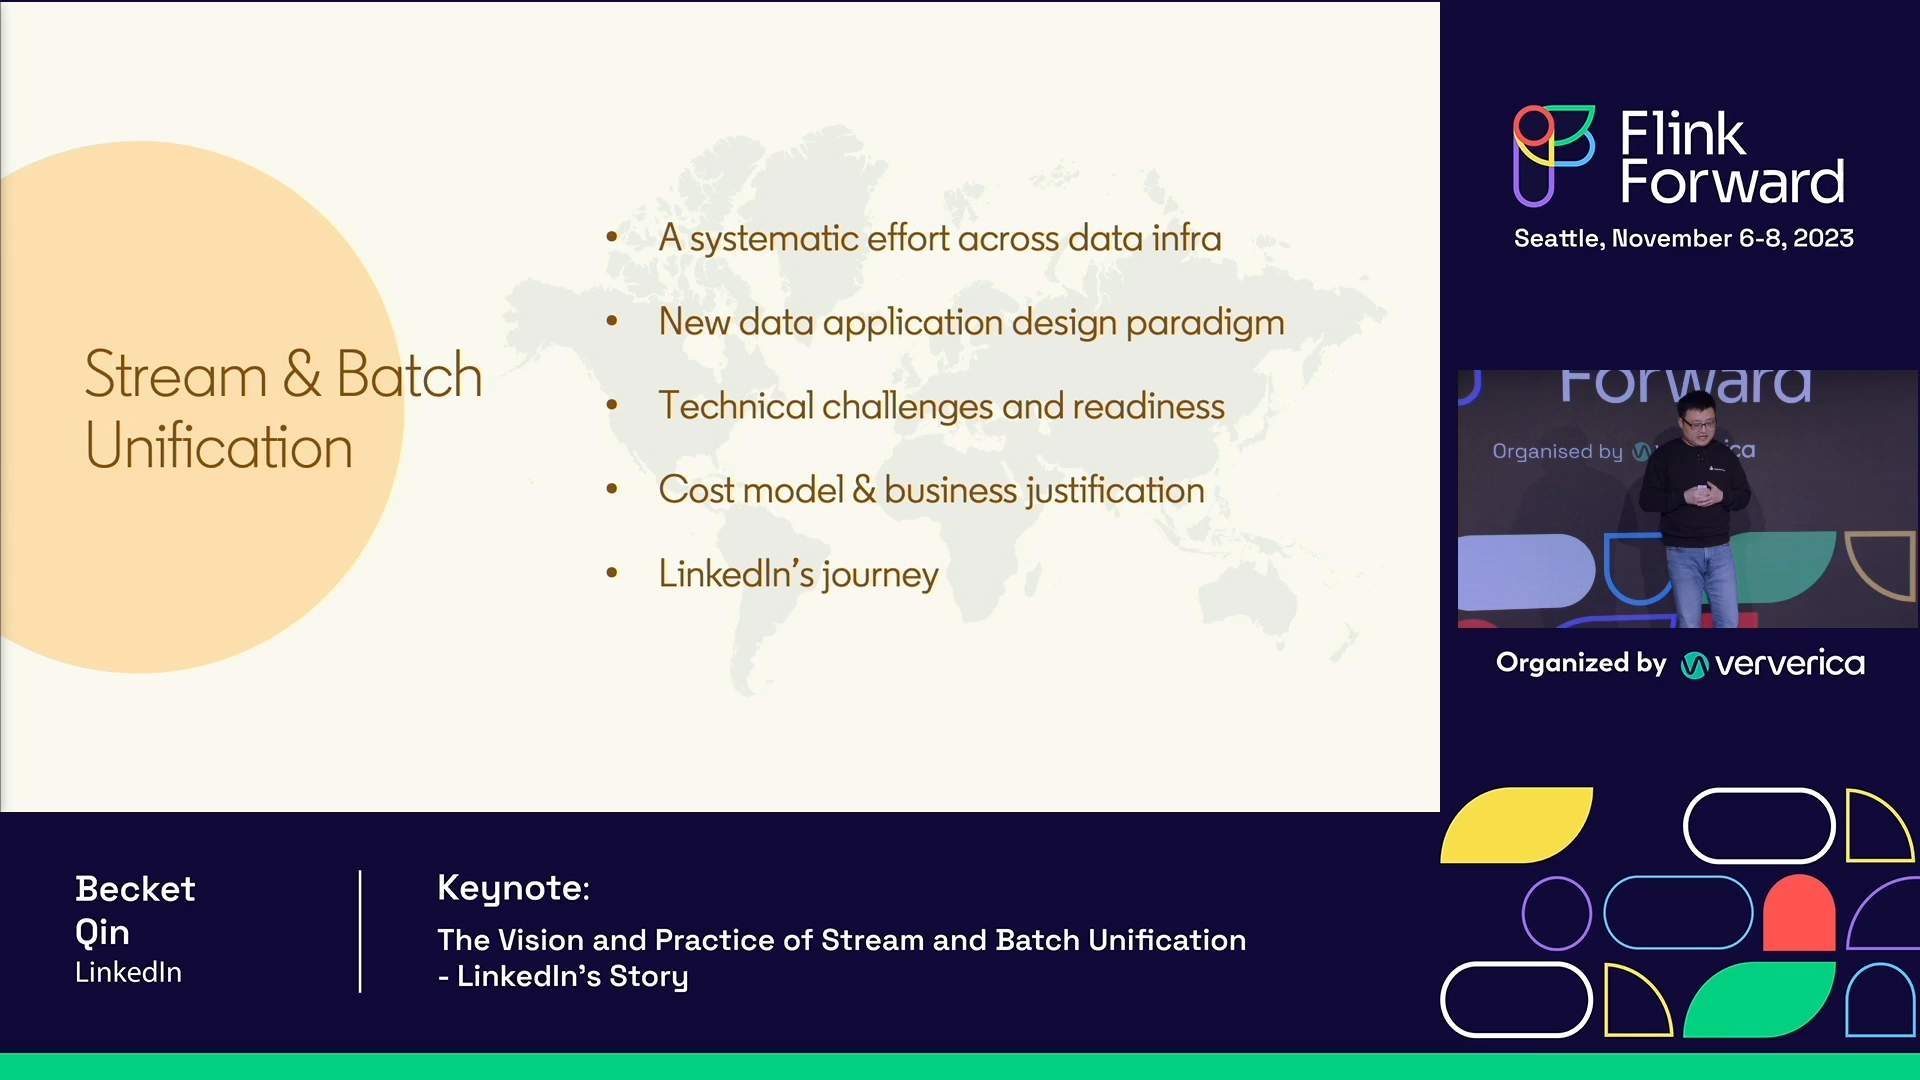 Stream & Batch
Unification
• A systematic effort across data infra
• New data application design paradigm
• Technical challenges and readiness
• Cost model & business justification
• LinkedIn’s journey
Flink
Forward
Seattle, November 6-8, 2023
Forward
Organised by
ca
Organized by ververica
Becket
Qin
LinkedIn
Keynote:
The Vision and Practice of Stream and Batch Unification
- LinkedIn’s Story